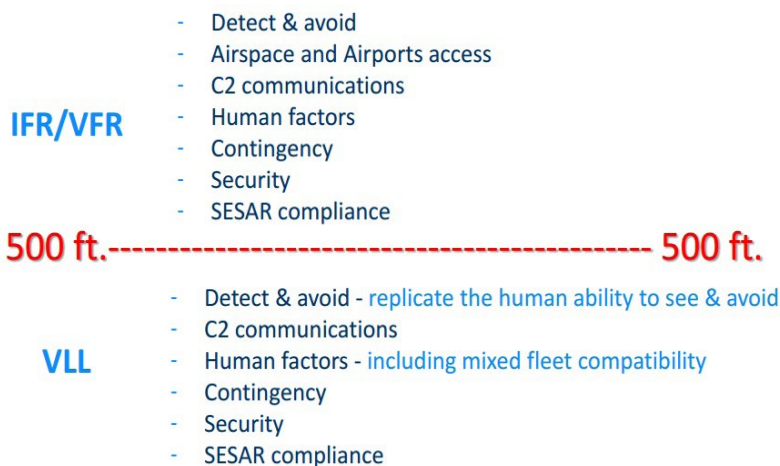 - Detect & avoid
- Airspace and Airports access
- C2 communications
IFR/VFR
- Human factors
- Contingency
- Security
- SESAR compliance
500 ft.---------------------------------------------- 500 ft.
- Detect & avoid - replicate the human ability to see & avoid
- C2 communications
VLL
- Human factors - including mixed fleet compatibility
- Contingency
- Security
- SESAR compliance